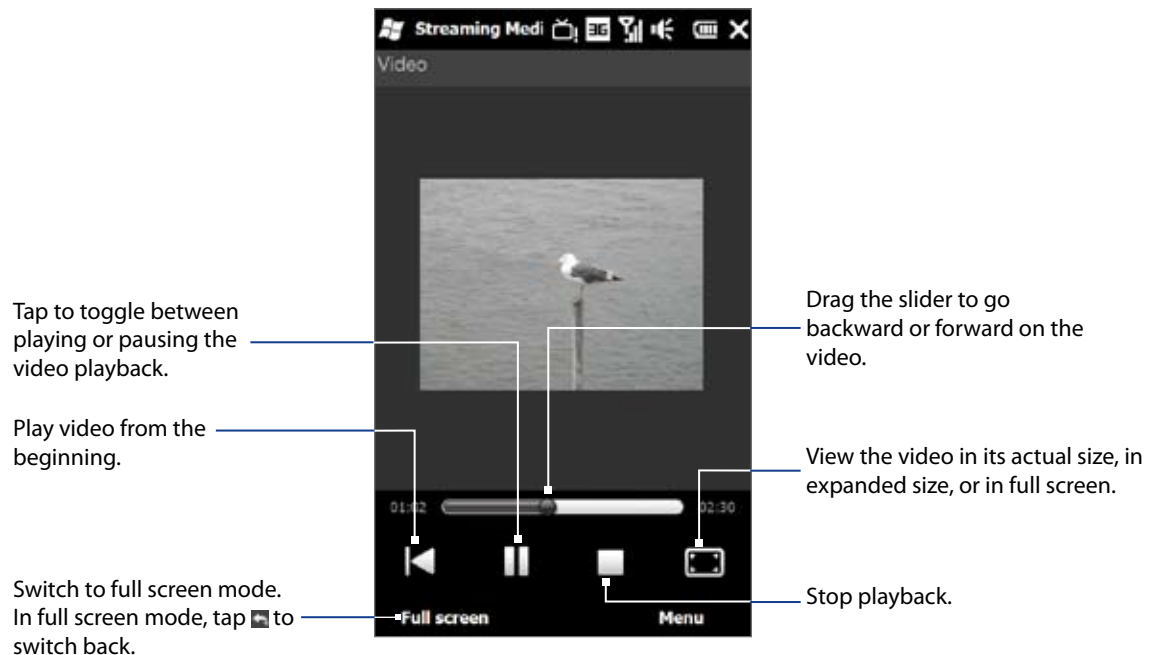 Streaming Medi
3G
Video
Tap to toggle between
playing or pausing the
video playback.
Drag the slider to go
backward or forward on the
video.
Play video from the
beginning.
View the video in its actual size, in
expanded size, or in full screen.
01:02
02:30
Switch to full screen mode.
In full screen mode, tap to
switch back.
Stop playback.
Full screen
Menu